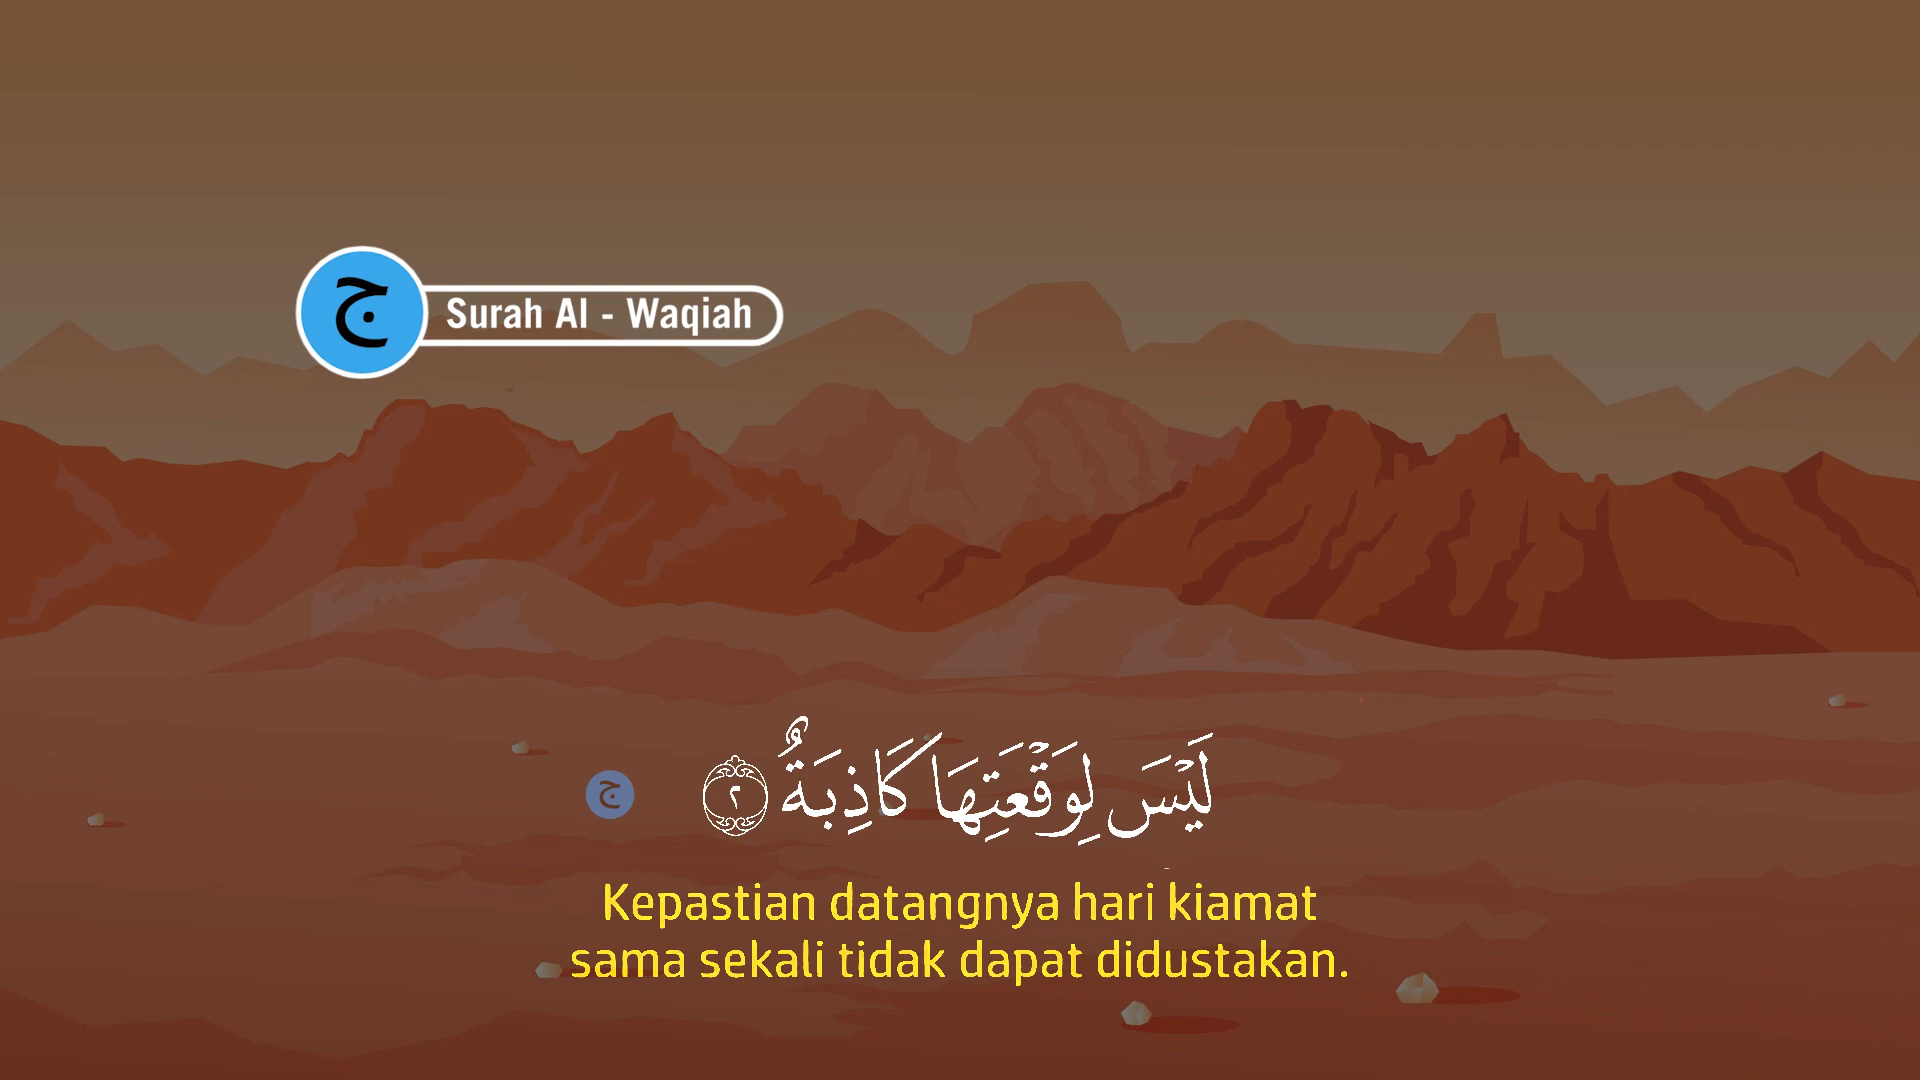 ج
Surah Al - Waqiah
لَيْسَ لِوَقْعَتِهَا كَاذِبَةٌ ۝٢
ج
Kepastian datangnya hari kiamat
sama sekali tidak dapat didustakan.